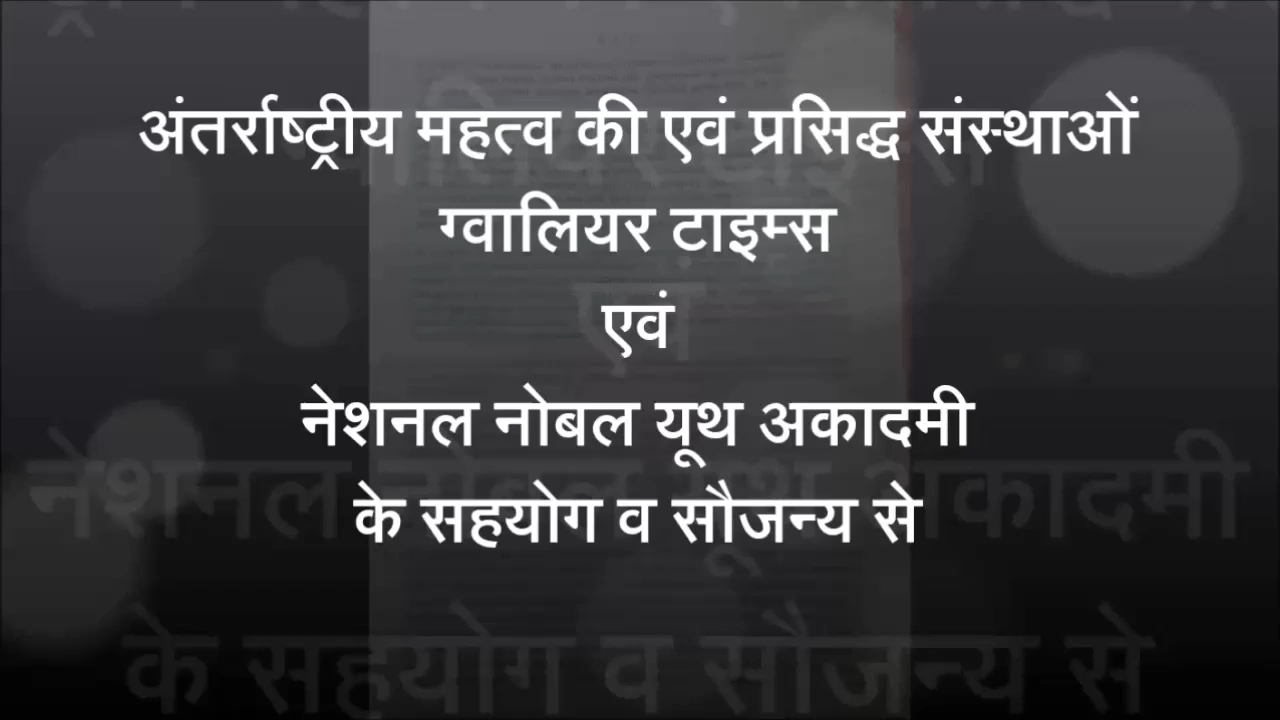 अंतर्राष्ट्रीय महत्व की एवं प्रसिद्ध संस्थाओं
ग्वालियर टाइम्स
एवं
नेशनल नोबल यूथ अकादमी
के सहयोग व सौजन्य से